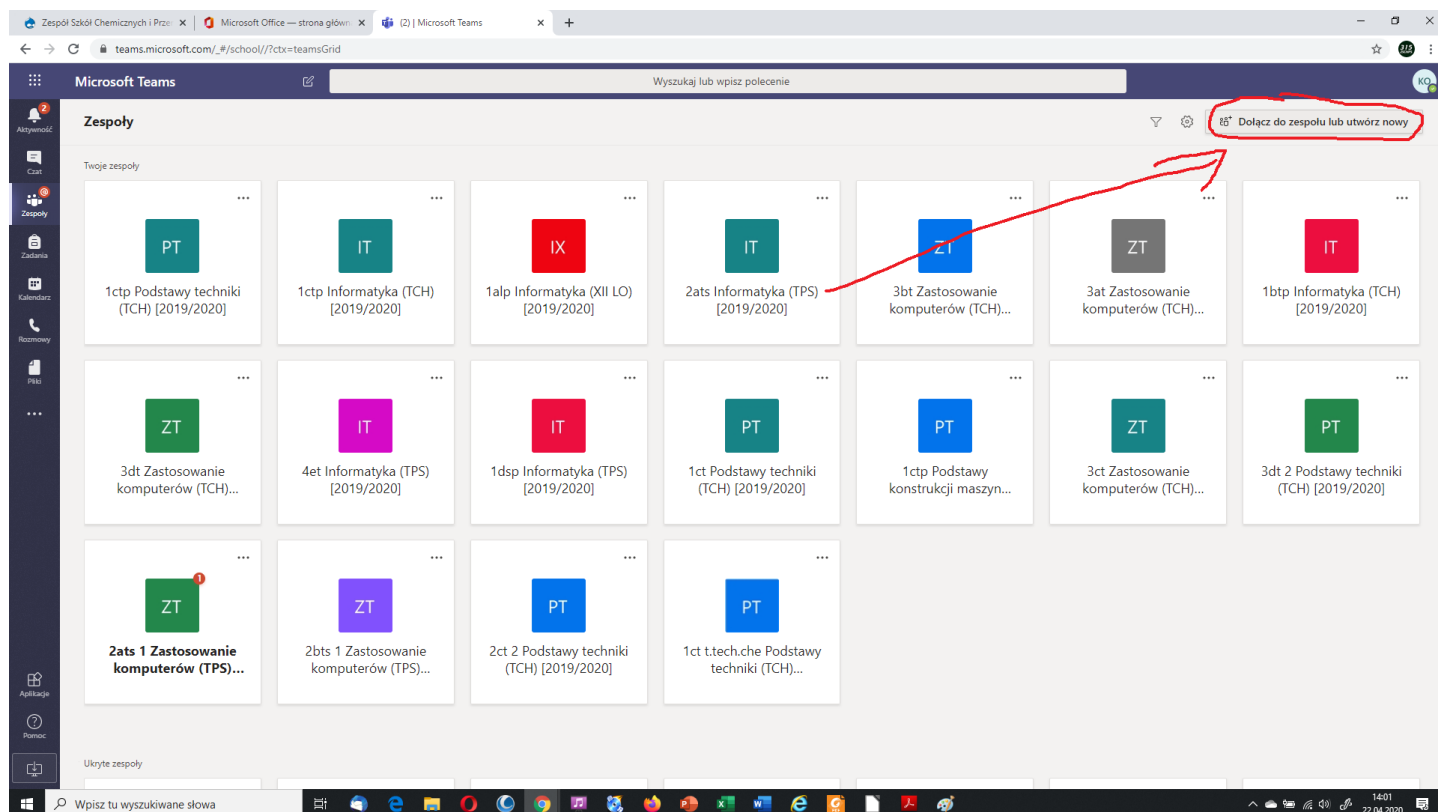 Zespół Szkół Chemicznych i Prze
Microsoft Office — strona główn
(2) | Microsoft Teams
teams.microsoft.com/_#/school//?ctx=teamsGrid
Microsoft Teams
Wyszukaj lub wpisz polecenie
KO
2
Aktywność
Czat
Zespoły
Zadania
Kalendarz
Rozmowy
Pliki
Aplikacje
Pomoc
Zespoły
Dołącz do zespołu lub utwórz nowy
Twoje zespoły
PT
1ctp Podstawy techniki
(TCH) [2019/2020]
IT
1ctp Informatyka (TCH)
[2019/2020]
IX
1alp Informatyka (XII LO)
[2019/2020]
IT
2ats Informatyka (TPS)
[2019/2020]
ZT
3bt Zastosowanie
komputerów (TCH)...
ZT
3at Zastosowanie
komputerów (TCH)...
IT
1btp Informatyka (TCH)
[2019/2020]
ZT
3dt Zastosowanie
komputerów (TCH)...
IT
4et Informatyka (TPS)
[2019/2020]
IT
1dsp Informatyka (TPS)
[2019/2020]
PT
1ct Podstawy techniki
(TCH) [2019/2020]
PT
1ctp Podstawy
konstrukcji maszyn...
ZT
3ct Zastosowanie
komputerów (TCH)...
PT
3dt 2 Podstawy techniki
(TCH) [2019/2020]
ZT
1
2ats 1 Zastosowanie
komputerów (TPS)...
ZT
2bts 1 Zastosowanie
komputerów (TPS)...
PT
2ct 2 Podstawy techniki
(TCH) [2019/2020]
PT
1ct t.tech.che Podstawy
techniki (TCH)...
Ukryte zespoły
Wpisz tu wyszukiwane słowa
14:01
22.04.2020